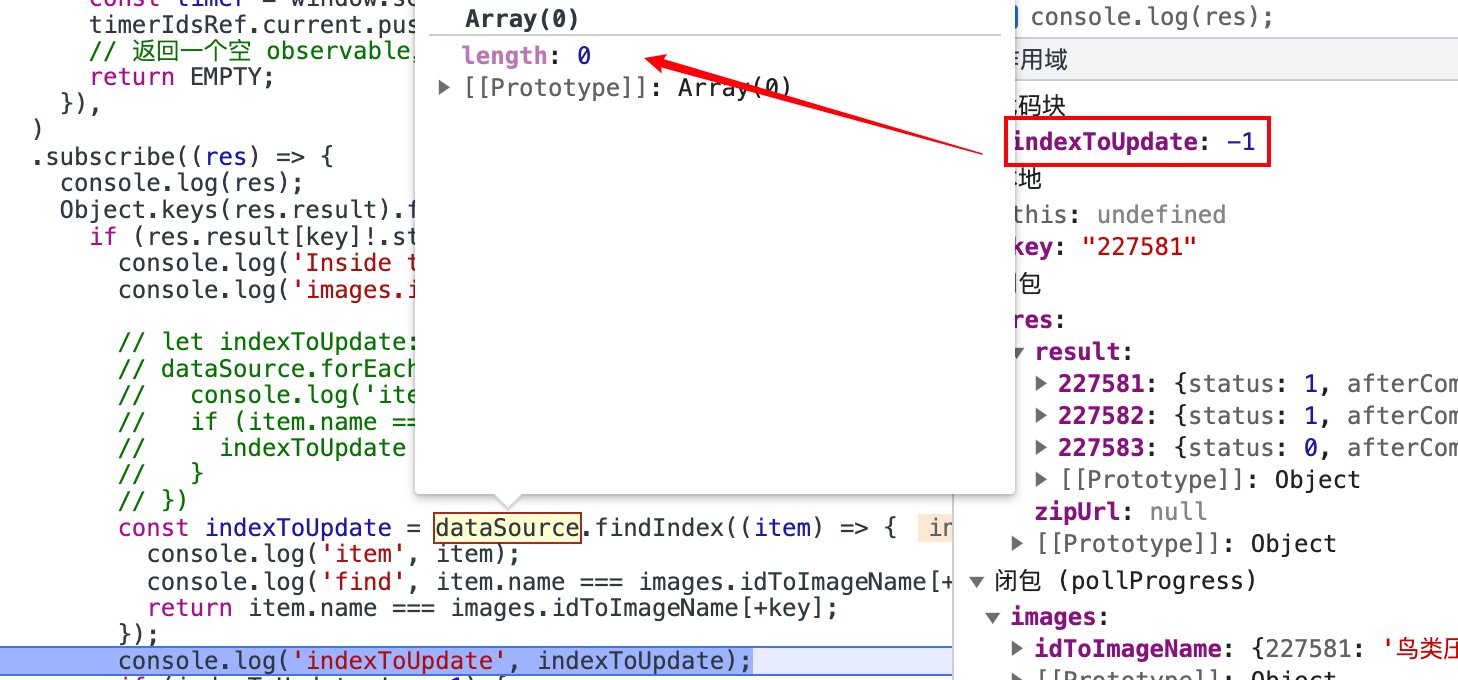 timerIdsRef.current.pus
// 返回一个空 observable,
return EMPTY;
}),
)
.subscribe((res) => {
console.log(res);
Object.keys(res.result).f
if (res.result[key]!.st
console.log('Inside t
console.log('images.i
// let indexToUpdate:
// dataSource.forEach
// console.log('ite
// if (item.name ==
// indexToUpdate
// }
// })
const indexToUpdate = dataSource.findIndex((item) => { in
console.log('item', item);
console.log('find', item.name === images.idToImageName[+
return item.name === images.idToImageName[+key];
});
console.log('indexToUpdate', indexToUpdate);
Array(0)
length: 0
[[Prototype]]: Array(0)
console.log(res);
作用域
代码块
indexToUpdate: -1
本地
this: undefined
key: "227581"
闭包
res:
result:
227581: {status: 1, afterCom
227582: {status: 1, afterCom
227583: {status: 0, afterCom
[[Prototype]]: Object
zipUrl: null
[[Prototype]]: Object
闭包 (pollProgress)
images:
idToImageName: {227581: '鸟类压
[[Prototype]]: Object